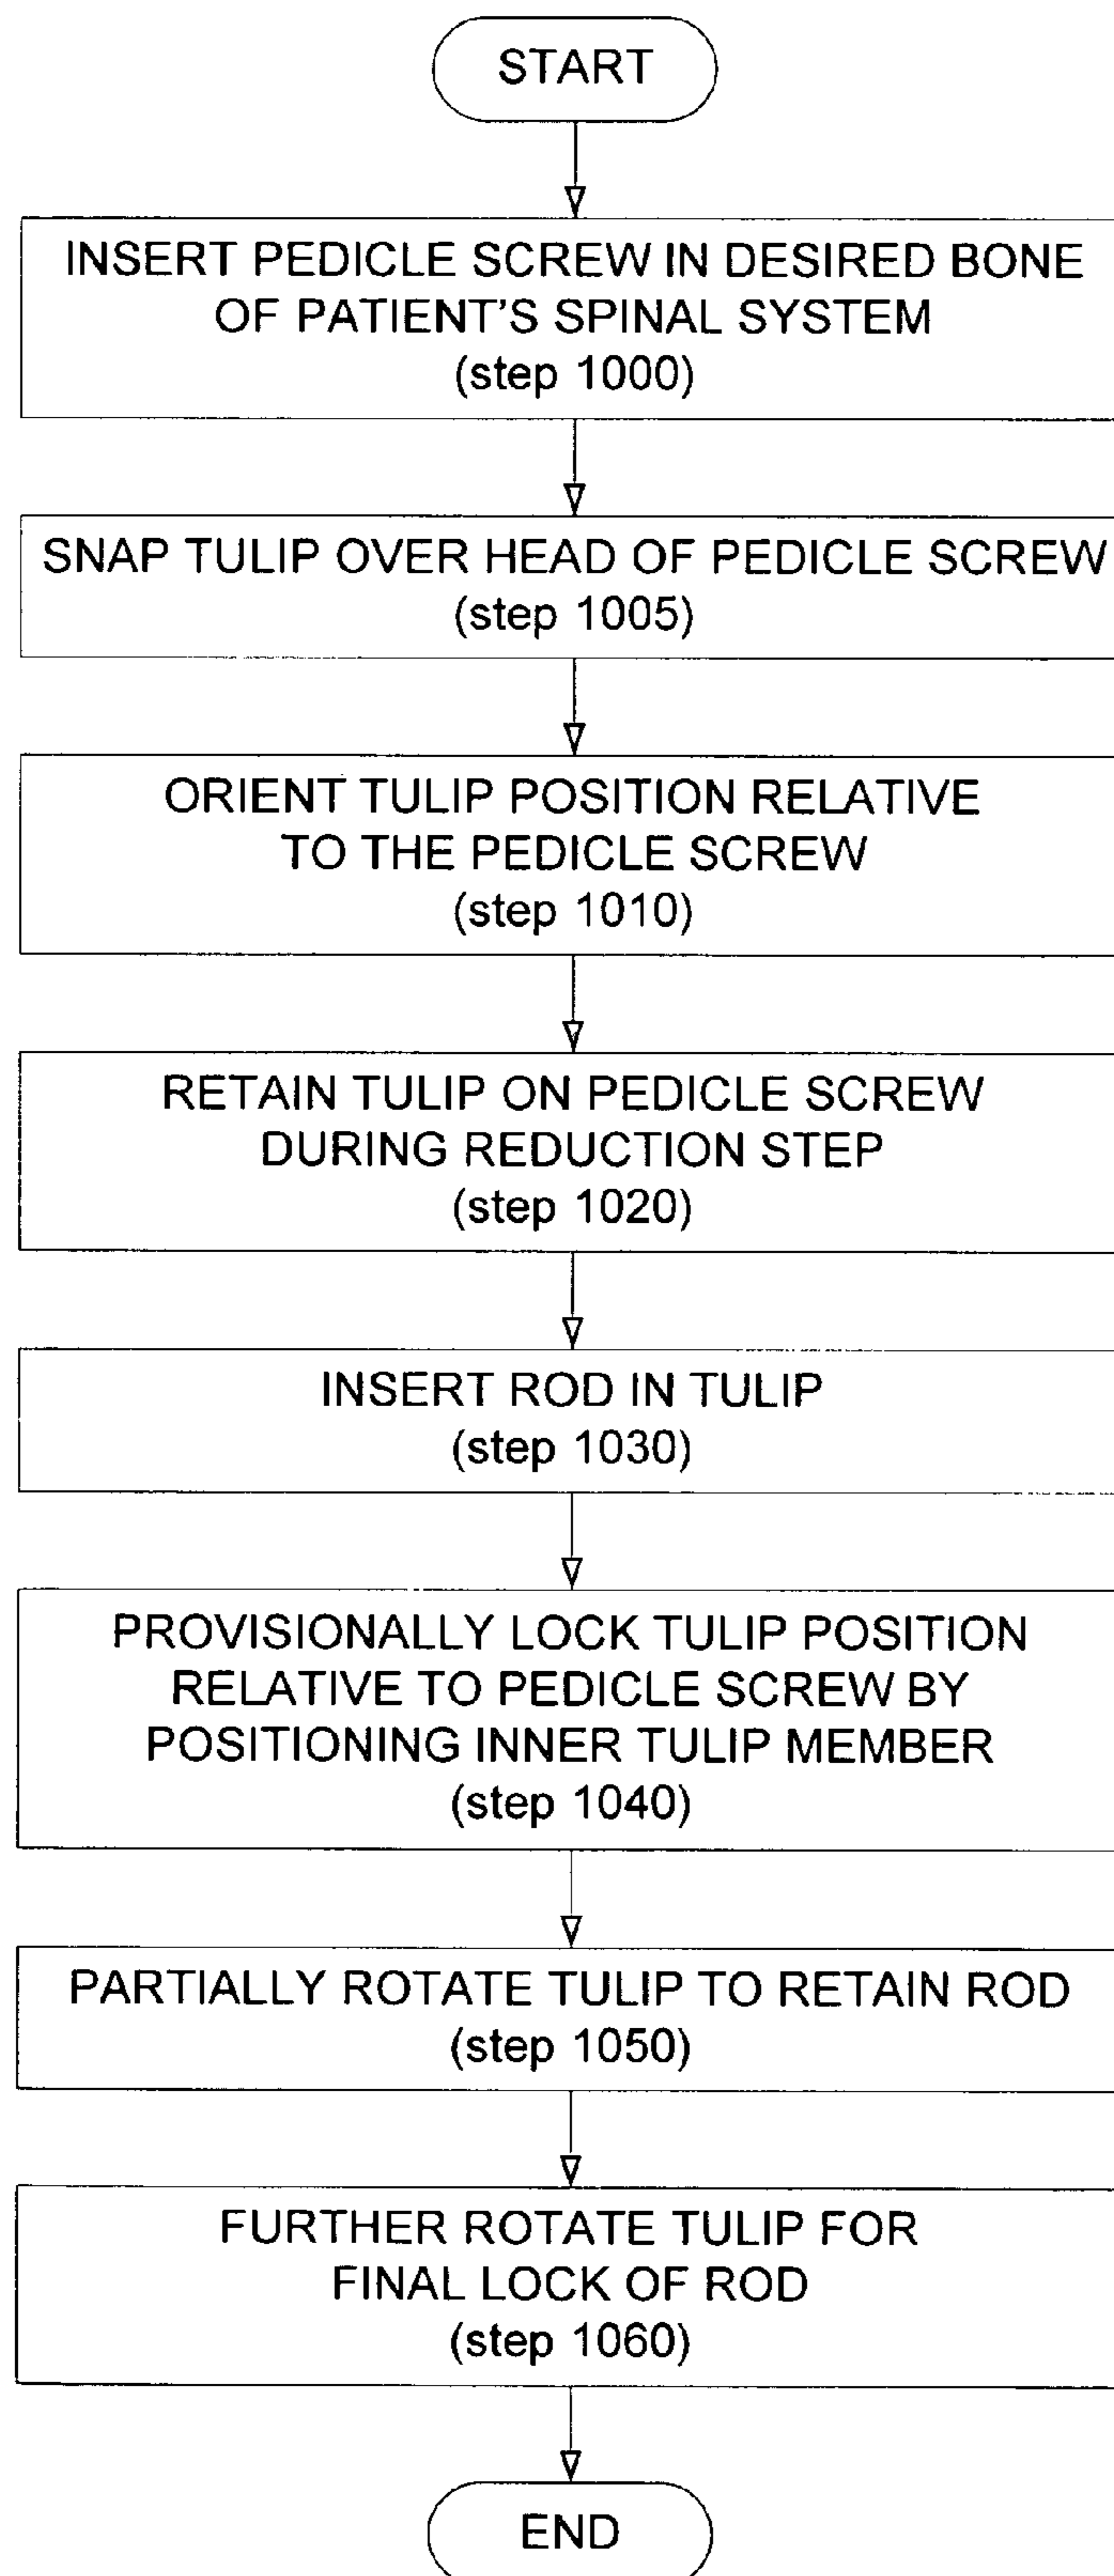 START
INSERT PEDICLE SCREW IN DESIRED BONE
OF PATIENT'S SPINAL SYSTEM
(step 1000)
SNAP TULIP OVER HEAD OF PEDICLE SCREW
(step 1005)
ORIENT TULIP POSITION RELATIVE
TO THE PEDICLE SCREW
(step 1010)
RETAIN TULIP ON PEDICLE SCREW
DURING REDUCTION STEP
(step 1020)
INSERT ROD IN TULIP
(step 1030)
PROVISIONALLY LOCK TULIP POSITION
RELATIVE TO PEDICLE SCREW BY
POSITIONING INNER TULIP MEMBER
(step 1040)
PARTIALLY ROTATE TULIP TO RETAIN ROD
(step 1050)
FURTHER ROTATE TULIP FOR
FINAL LOCK OF ROD
(step 1060)
END